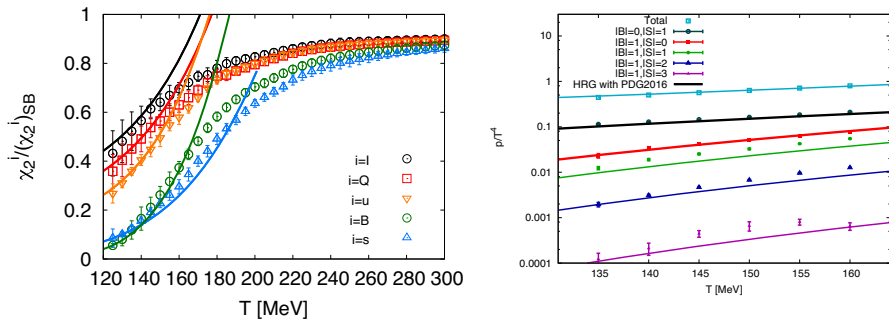 χ₂ⁱ/(χ₂ⁱ)SB
1
0.8
0.6
0.4
0.2
0
i=I
i=Q
i=u
i=B
i=s
120 140 160 180 200 220 240 260 280 300
T [MeV]
p/T⁴
10
1
0.1
0.01
0.001
0.0001
Total
|B|=0,|S|=1
|B|=1,|S|=0
|B|=1,|S|=1
|B|=1,|S|=2
|B|=1,|S|=3
HRG with PDG2016
135 140 145 150 155 160
T [MeV]